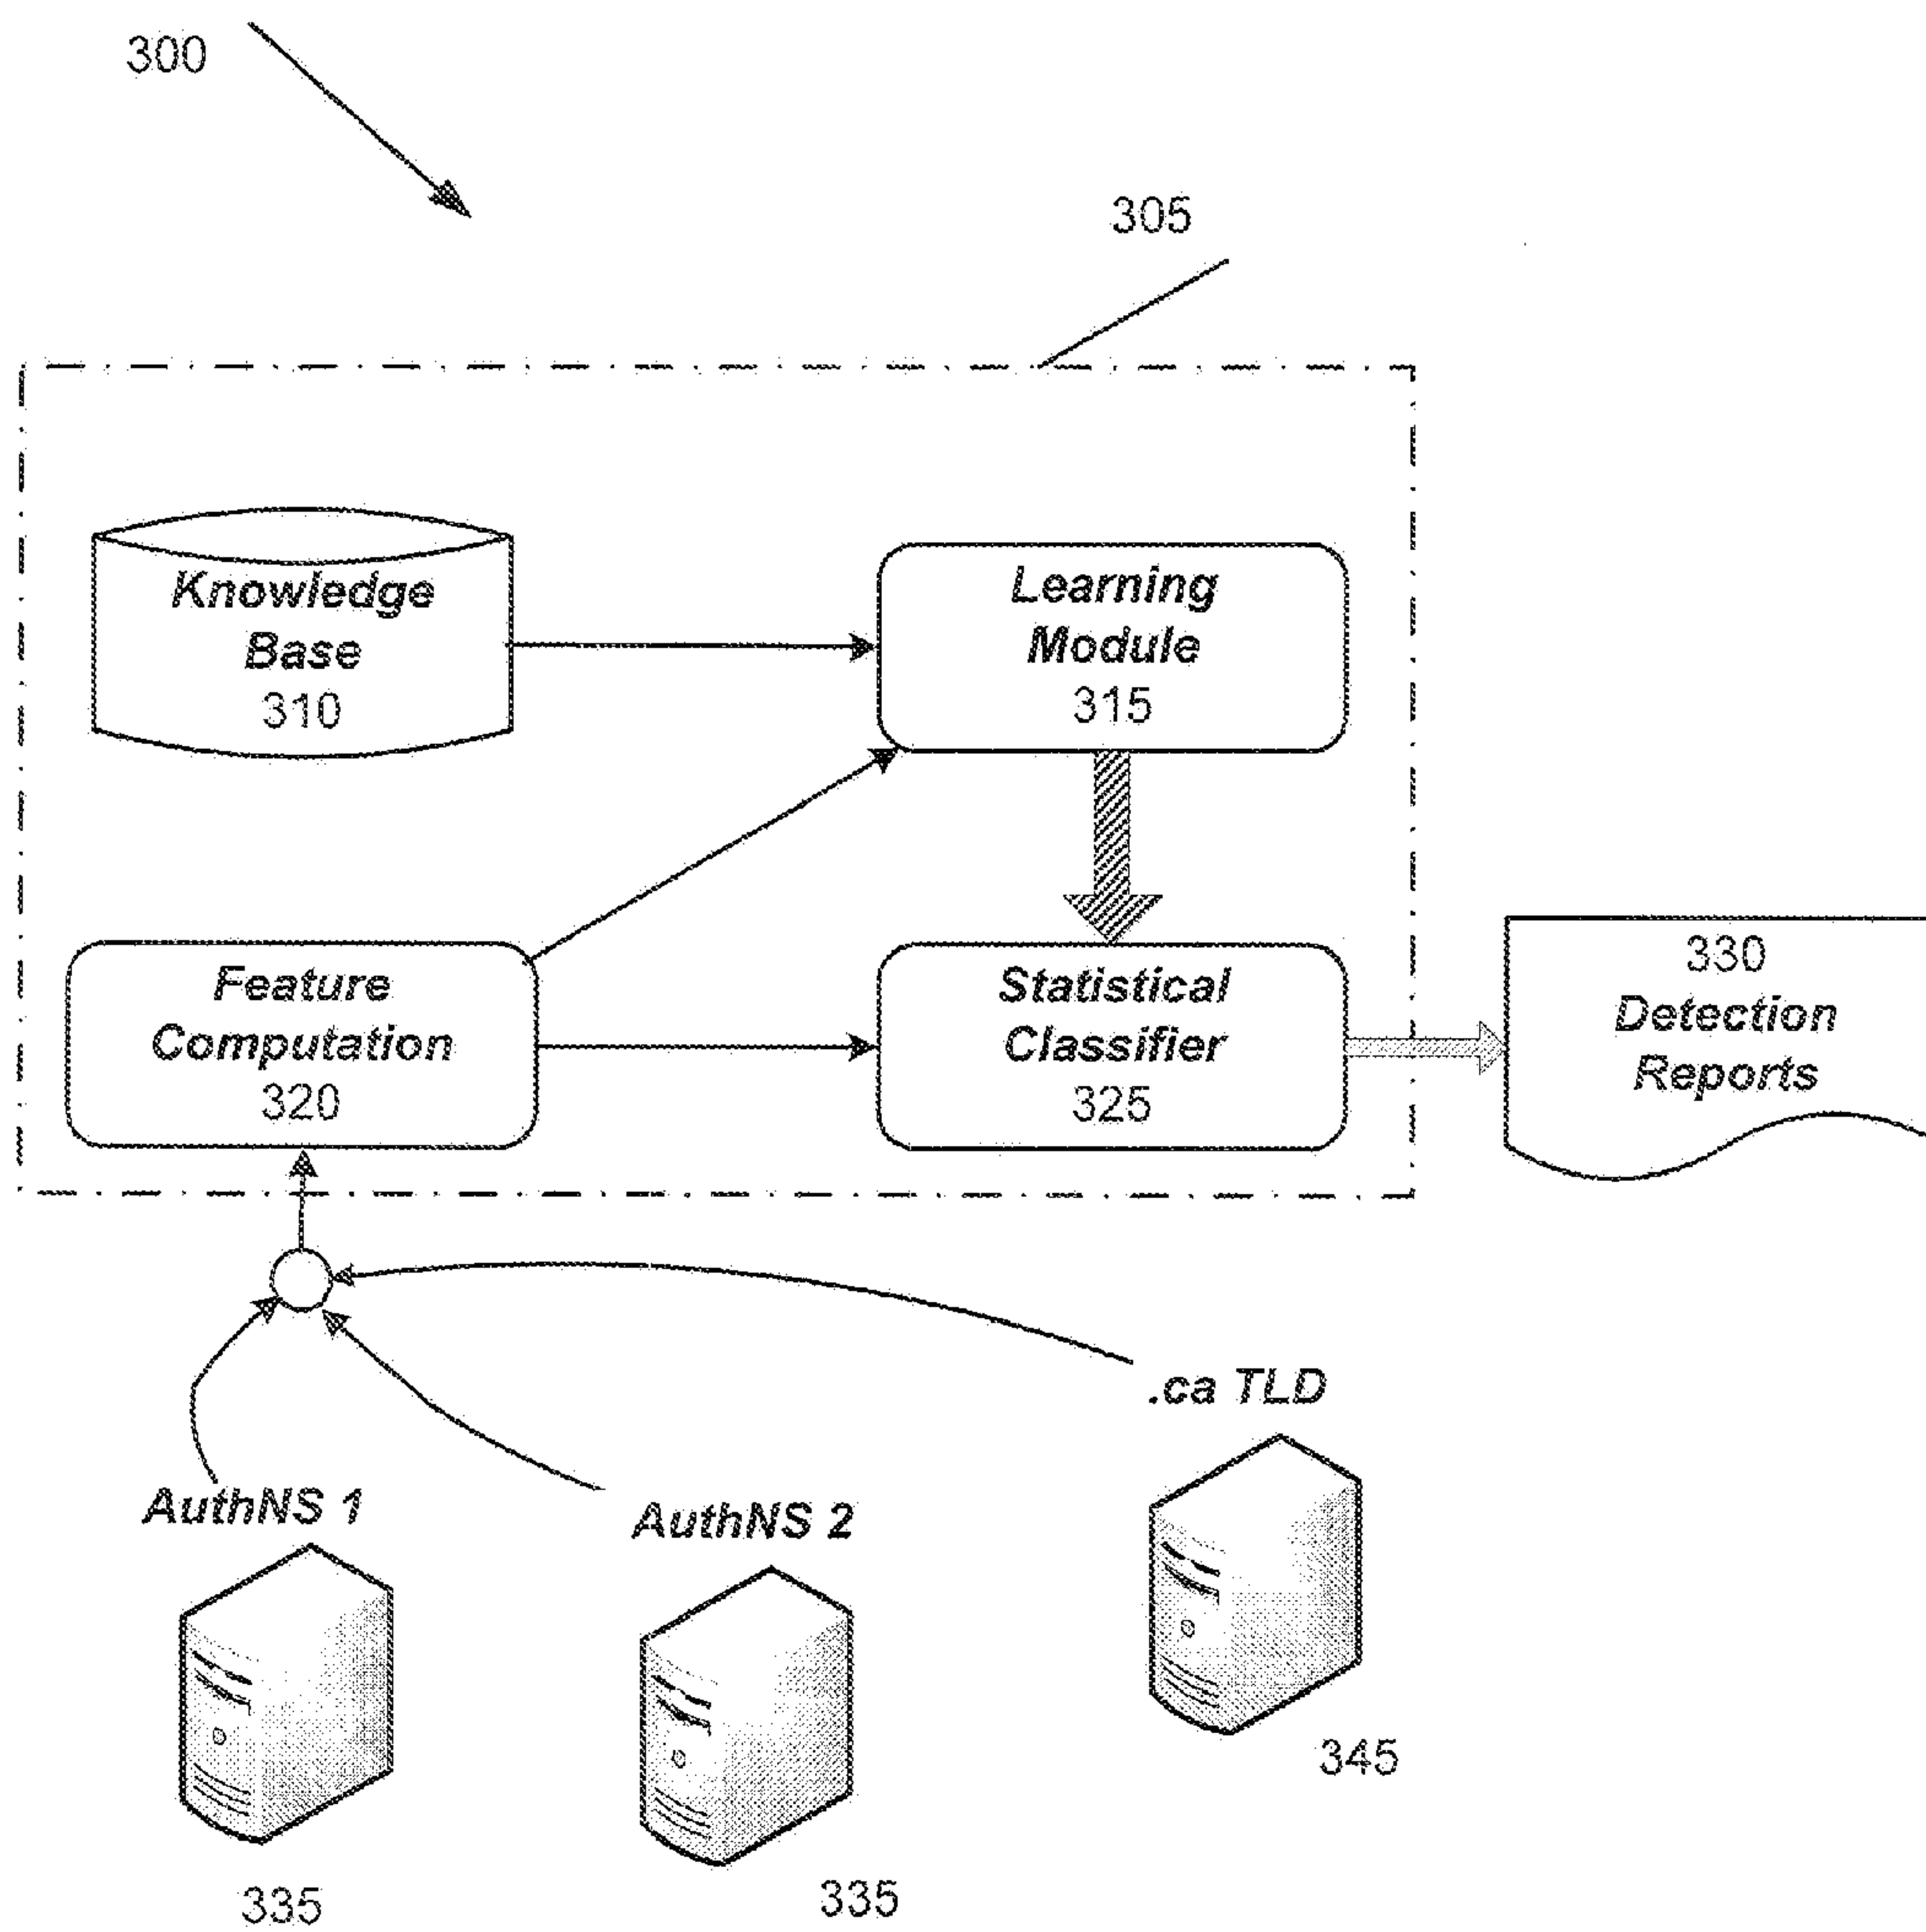 300
305
Knowledge
Base
310
Learning
Module
315
Feature
Computation
320
Statistical
Classifier
325
330
Detection
Reports
.ca TLD
AuthNS 1
AuthNS 2
345
335
335